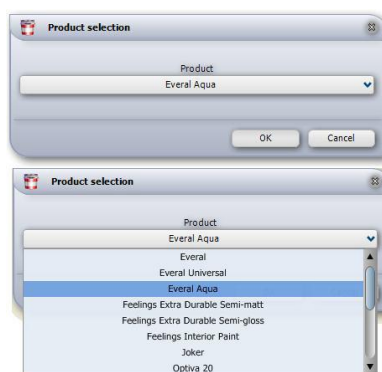 Product selection
Product
Everal Aqua
OK Cancel
Product selection
Product
Everal Aqua
Everal
Everal Universal
Everal Aqua
Feelings Extra Durable Semi-matt
Feelings Extra Durable Semi-gloss
Feelings Interior Paint
Joker
Optiva 20